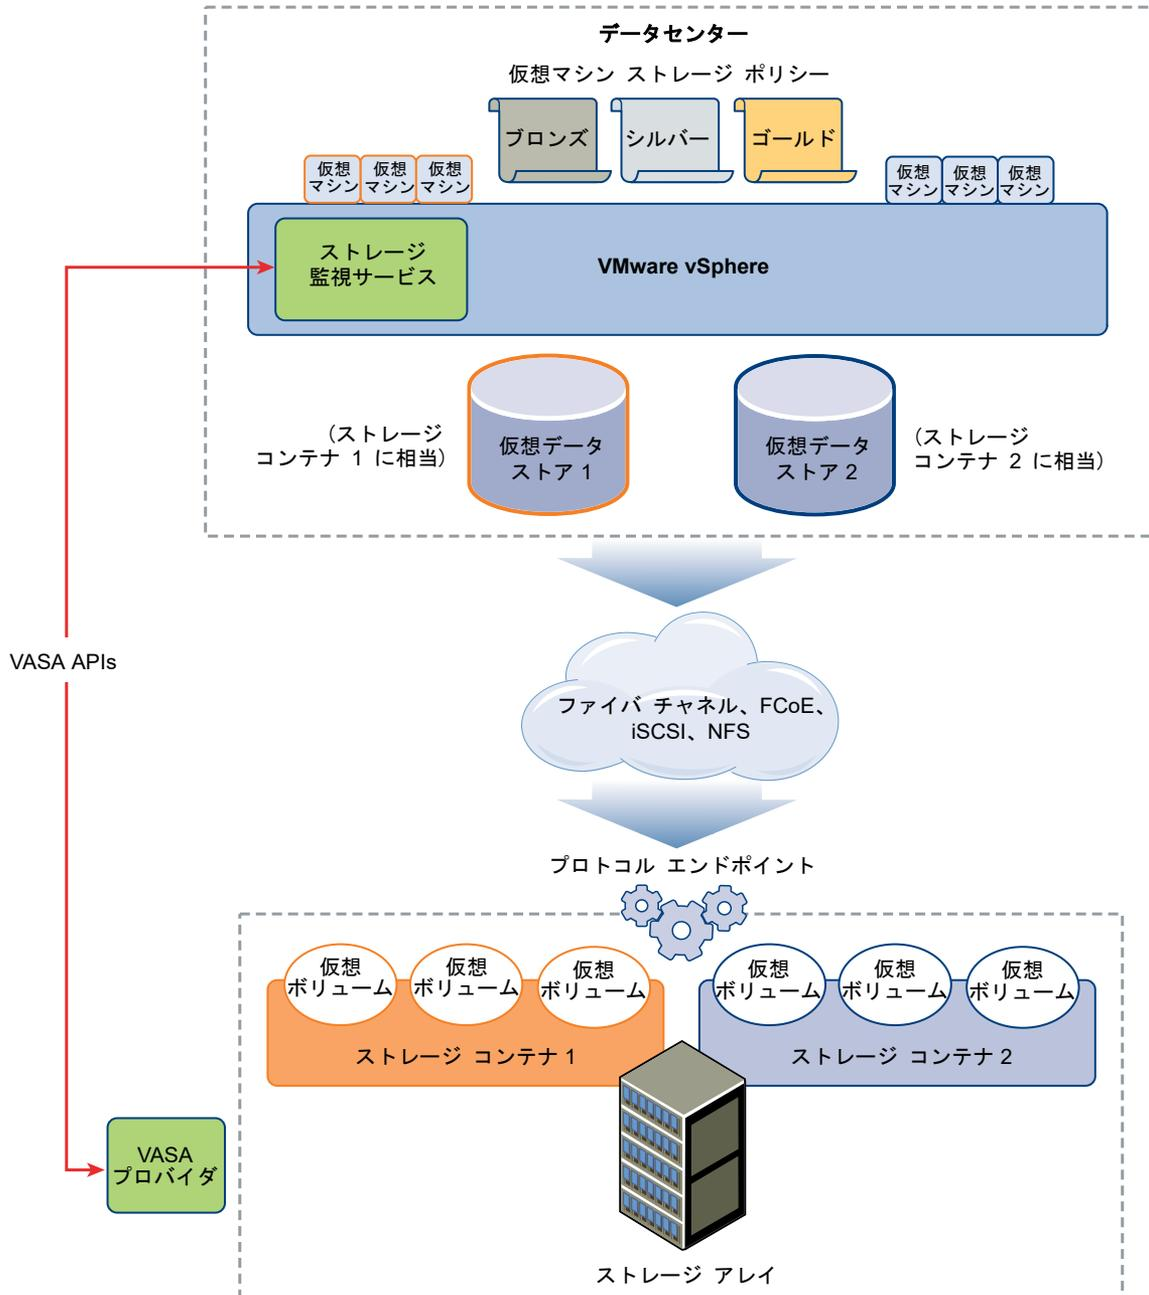 データセンター
仮想マシン ストレージ ポリシー
ブロンズ
シルバー
ゴールド
仮想
マシン
仮想
マシン
仮想
マシン
仮想
マシン
仮想
マシン
仮想
マシン
ストレージ
監視サービス
VMware vSphere
(ストレージ
コンテナ 1 に相当)
仮想データ
ストア 1
仮想データ
ストア 2
(ストレージ
コンテナ 2 に相当)
VASA APIs
ファイバ チャネル、FCoE、
iSCSI、NFS
プロトコル エンドポイント
仮想
ボリューム
仮想
ボリューム
仮想
ボリューム
仮想
ボリューム
仮想
ボリューム
仮想
ボリューム
ストレージ コンテナ 1
ストレージ コンテナ 2
VASA
プロバイダ
ストレージ アレイ